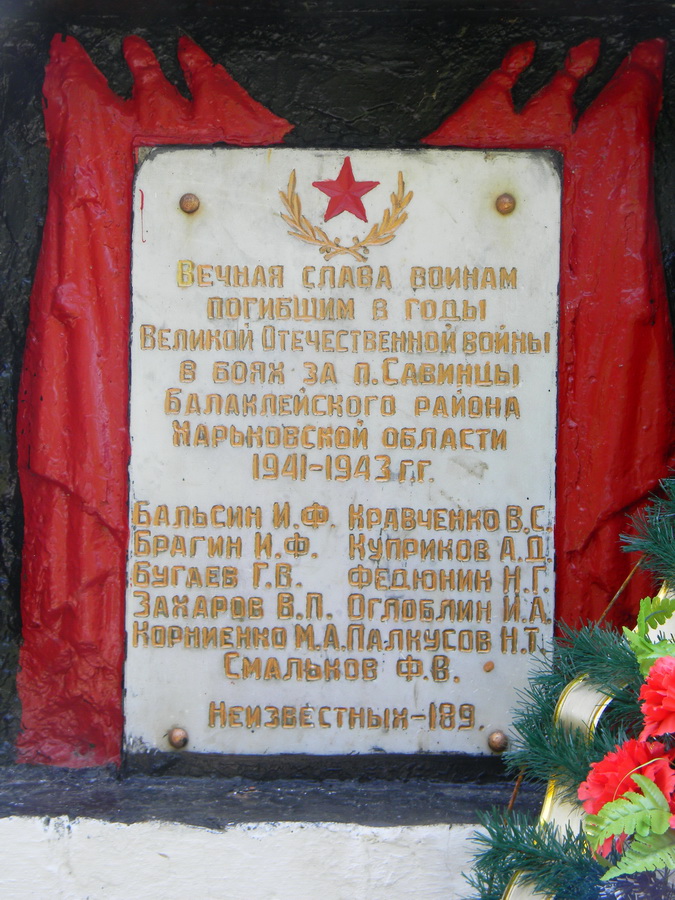 Вечная слава воинам
погибшим в годы
Великой Отечественной войны
в боях за п. Савинцы
Балаклейского района
Харьковской области
1941-1943 г.г.
Бальсин И.Ф. Кравченко В.С.
Брагин И.Ф. Куприков А.Д.
Бугаев Г.В. Федюнин Н.Г.
Захаров В.П. Оглоблин И.А.
Корниенко М.А. Палкусов Н.Т.
Смальков Ф.В.
Неизвестных-189.